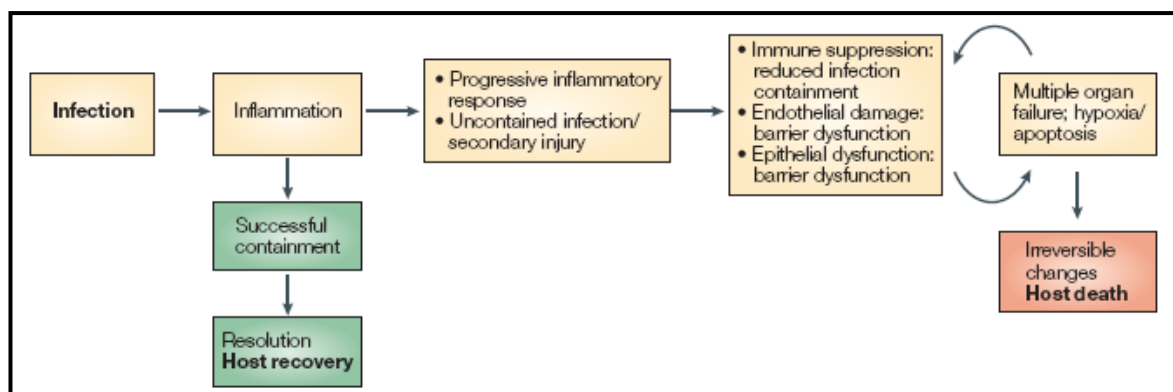 Infection
Inflammation
• Progressive inflammatory
response
• Uncontained infection/
secondary injury
• Immune suppression:
reduced infection
containment
• Endothelial damage:
barrier dysfunction
• Epithelial dysfunction:
barrier dysfunction
Multiple organ
failure; hypoxia/
apoptosis
Successful
containment
Resolution
Host recovery
Irreversible
changes
Host death